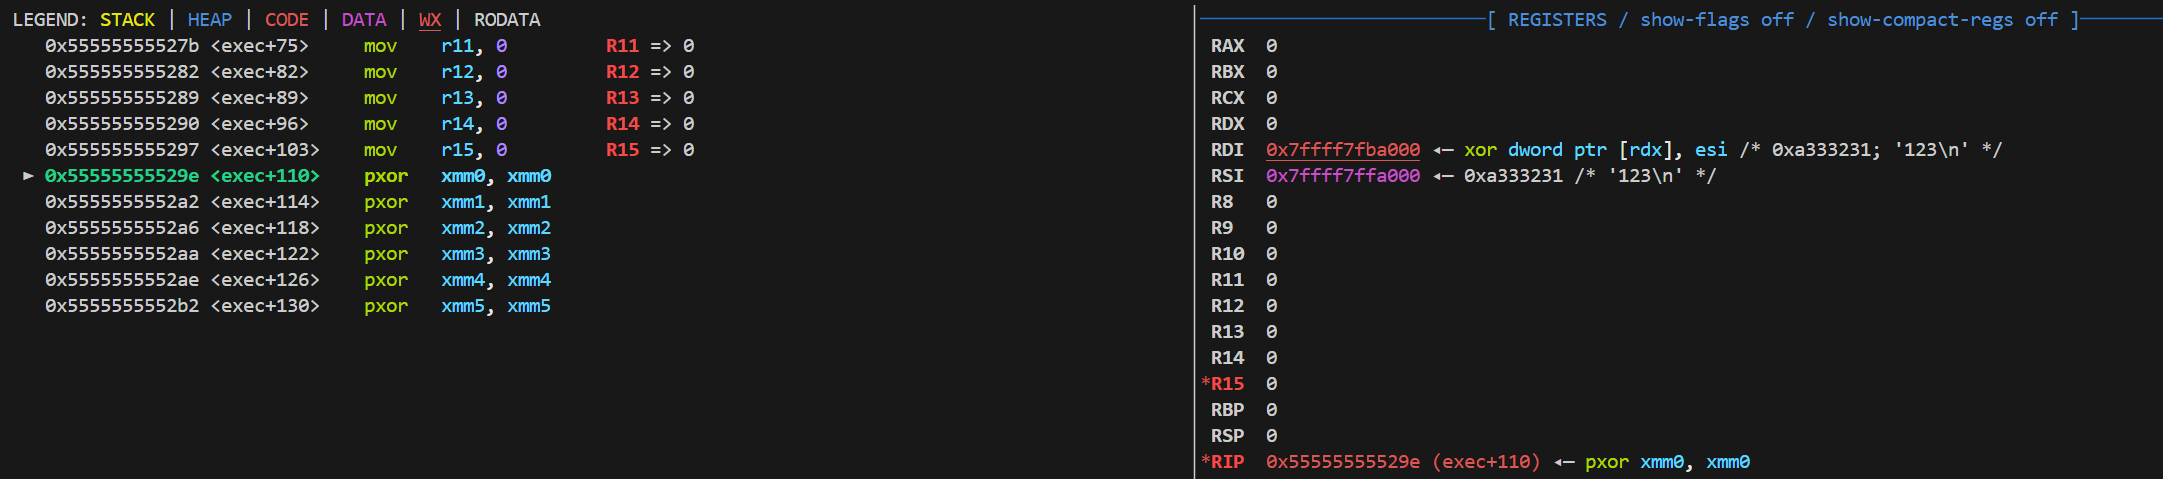 LEGEND: STACK | HEAP | CODE | DATA | WX | RODATA
0x55555555527b <exec+75> mov r11, 0 R11 => 0
0x555555555282 <exec+82> mov r12, 0 R12 => 0
0x555555555289 <exec+89> mov r13, 0 R13 => 0
0x555555555290 <exec+96> mov r14, 0 R14 => 0
0x555555555297 <exec+103> mov r15, 0 R15 => 0
► 0x55555555529e <exec+110> pxor xmm0, xmm0
0x5555555552a2 <exec+114> pxor xmm1, xmm1
0x5555555552a6 <exec+118> pxor xmm2, xmm2
0x5555555552aa <exec+122> pxor xmm3, xmm3
0x5555555552ae <exec+126> pxor xmm4, xmm4
0x5555555552b2 <exec+130> pxor xmm5, xmm5
[ REGISTERS / show-flags off / show-compact-regs off ]
RAX 0
RBX 0
RCX 0
RDX 0
RDI 0x7ffff7fba000 ◂— xor dword ptr [rdx], esi /* 0xa333231; '123\n' */
RSI 0x7ffff7ffa000 ◂— 0xa333231 /* '123\n' */
R8 0
R9 0
R10 0
R11 0
R12 0
R13 0
R14 0
*R15 0
RBP 0
RSP 0
*RIP 0x55555555529e (exec+110) ◂— pxor xmm0, xmm0